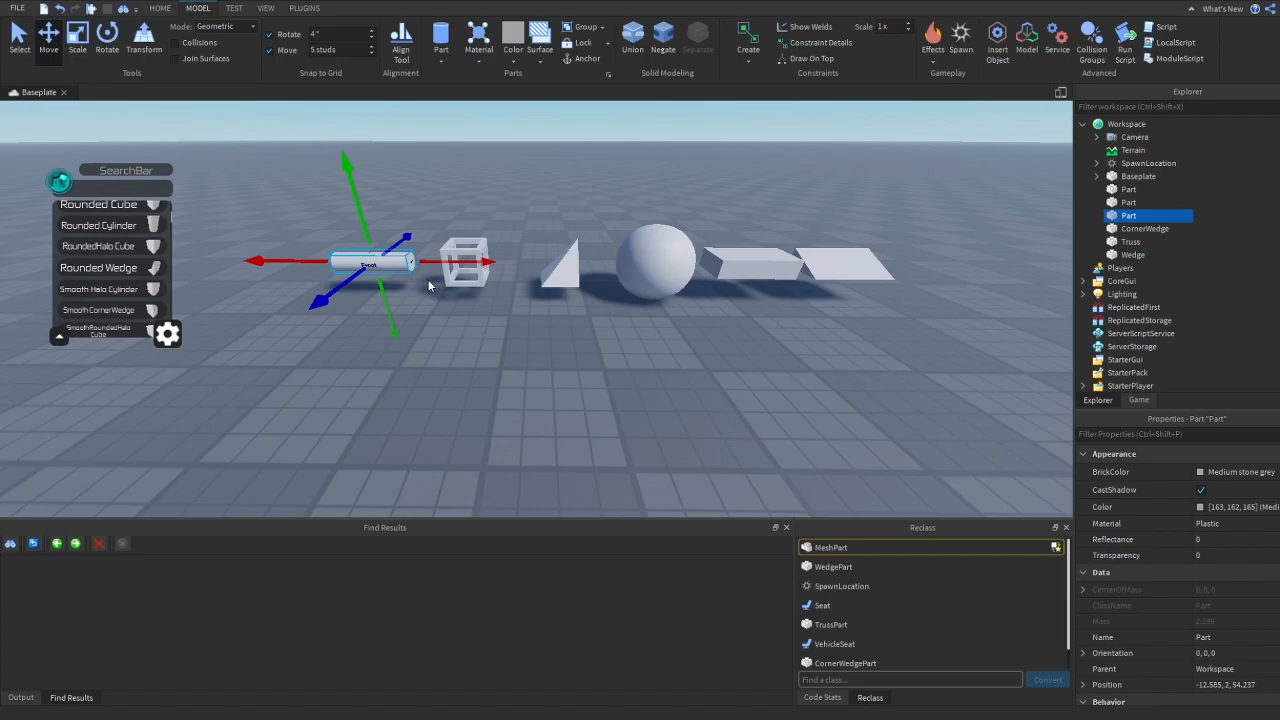 FILE HOME MODEL TEST VIEW PLUGINS What's New
Select Move Scale Rotate Transform
Mode: Geometric
Collisions
Join Surfaces
Tools
Rotate 4°
Move 5 studs
Snap to Grid
Align Tool
Alignment
Part Material Color Surface
Group
Lock
Anchor
Parts
Union Negate Separate
Solid Modeling
Create
Show Welds Scale 1x
Constraint Details
Draw On Top
Constraints
Effects Spawn
Gameplay
Insert Object
Model Service
Collision Groups
Run Script
Script
LocalScript
ModuleScript
Advanced
Baseplate
SearchBar
Rounded Cube
Rounded Cylinder
RoundedHalo Cube
Rounded Wedge
Smooth Halo Cylinder
Smooth CornerWedge
SmoothRoundedHalo Cube
Front
Explorer
Filter workspace (Ctrl+Shift+X)
Workspace
Camera
Terrain
SpawnLocation
Baseplate
Part
Part
Part
CornerWedge
Truss
Wedge
Players
CoreGui
Lighting
ReplicatedFirst
ReplicatedStorage
ServerScriptService
ServerStorage
StarterGui
StarterPack
StarterPlayer
Explorer Game
Properties - Part "Part"
Filter Properties (Ctrl+Shift+P)
Appearance
BrickColor Medium stone grey
CastShadow
Color [163, 162, 165] (Medi
Material Plastic
Reflectance 0
Transparency 0
Data
CenterOfMass 0, 0, 0
ClassName Part
Mass 2.199
Name Part
Orientation 0, 0, 0
Parent Workspace
Position -12.585, 2, 54.237
Behavior
Find Results
Output Find Results
Reclass
MeshPart
WedgePart
SpawnLocation
Seat
TrussPart
VehicleSeat
CornerWedgePart
Find a class... Convert
Code Stats Reclass